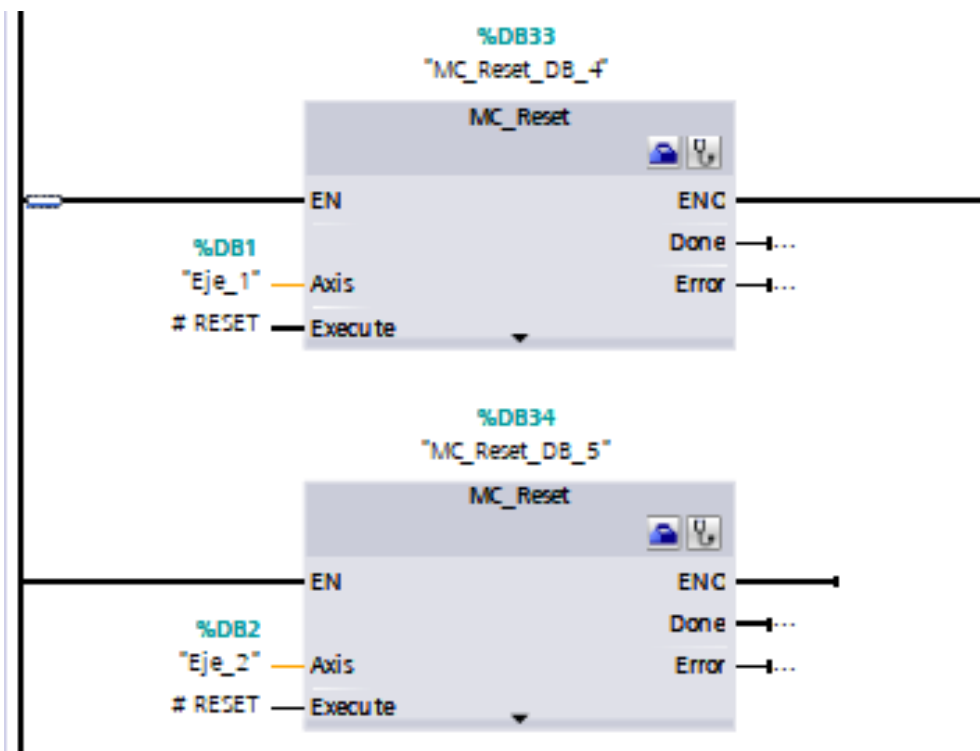 %DB33
"MC_Reset_DB_4"
MC_Reset
EN ENO
Done ...
%DB1
"Eje_1" Axis Error ...
# RESET Execute
%DB34
"MC_Reset_DB_5"
MC_Reset
EN ENO
Done ...
%DB2
"Eje_2" Axis Error ...
# RESET Execute